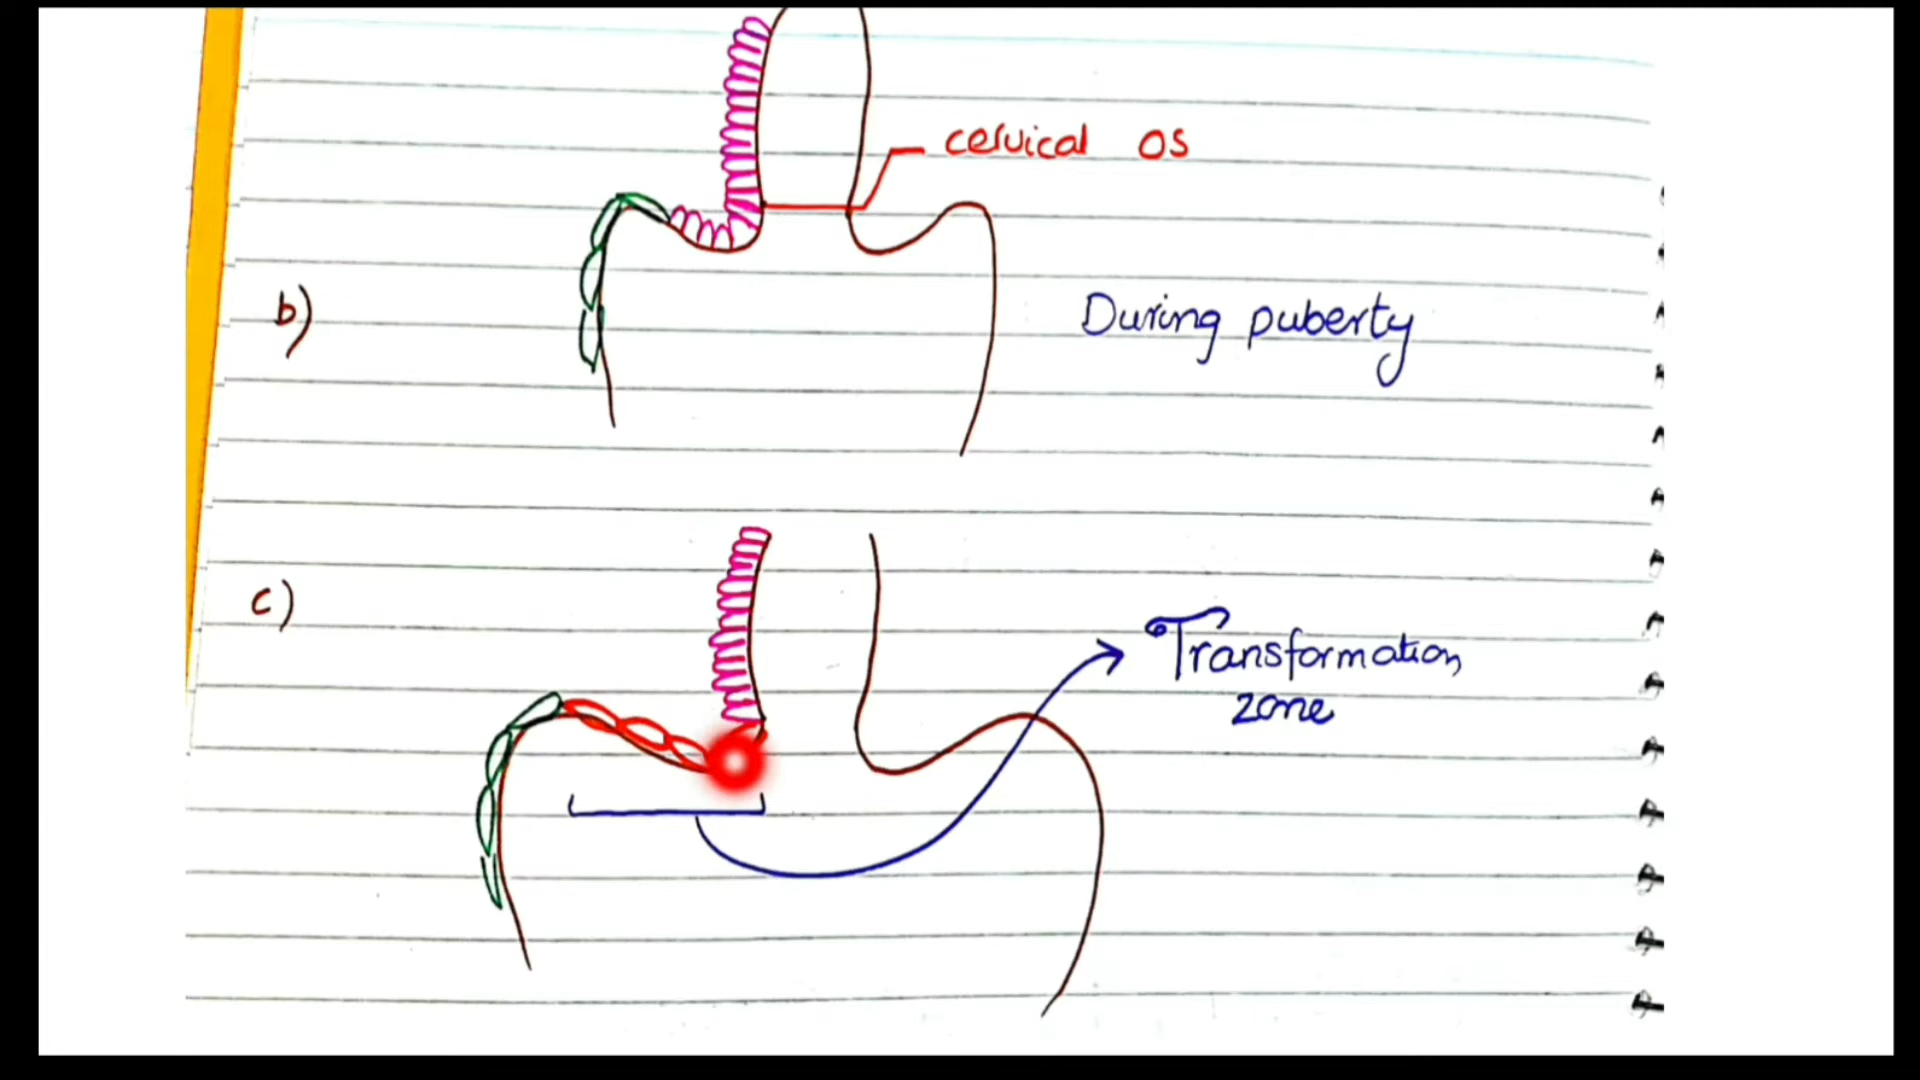 cervical os
b)
During puberty
c)
Transformation
zone